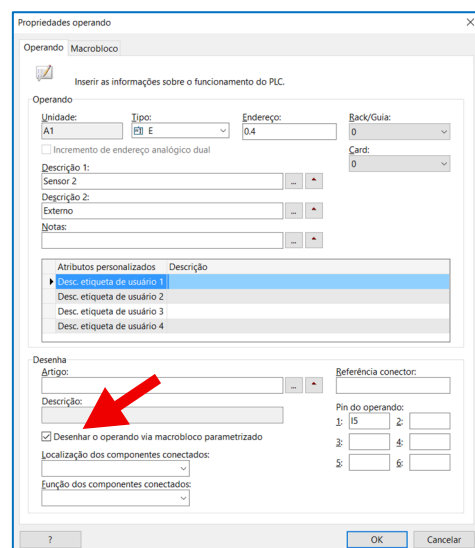 Propriedades operando
Operando Macrobloco
Inserir as informações sobre o funcionamento do PLC.
Operando
Unidade: Tipo: Endereço: Rack/Guia:
A1 E 0.4 0
Incremento de endereço analógico dual Card:
0
Descrição 1:
Sensor 2 ...
Descrição 2:
Externo ...
Notas:
...
Atributos personalizados Descrição
Desc. etiqueta de usuário 1
Desc. etiqueta de usuário 2
Desc. etiqueta de usuário 3
Desc. etiqueta de usuário 4
Desenha
Artigo: Referência conector:
...
Descrição: Pin do operando:
1: I5 2:
Desenhar o operando via macrobloco parametrizado
3: 4:
Localização dos componentes conectados:
5: 6:
Função dos componentes conectados:
? OK Cancelar